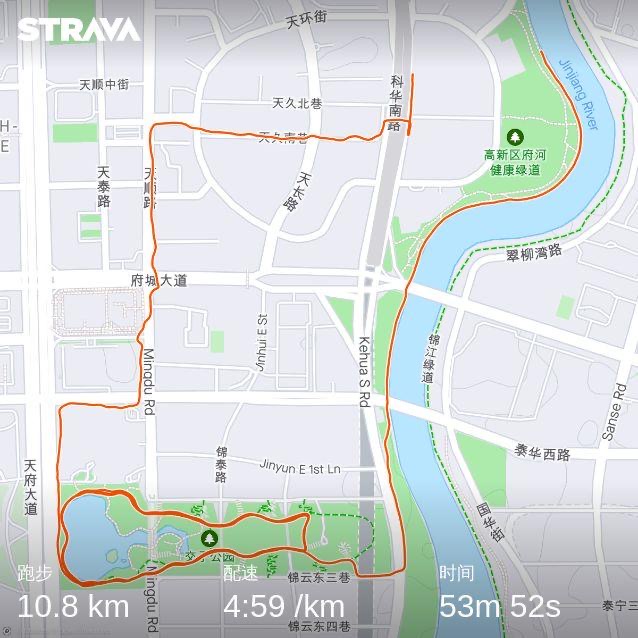 STRAVA
天环街
天顺中街
科华南路
天久北巷
天久南巷
Jinjiang River
H-
E
高新区府河
健康绿道
天泰路
天顺路
天长路
翠柳湾路
府城大道
Jinhui E St
锦江绿道
Mingdu Rd
Kehua S Rd
Sanse Rd
锦泰路
泰华西路
Jinyun E 1st Ln
天府大道
国华街
交子公园
Mingdu Rd
锦云东三巷
泰宁三
锦云东四巷
跑步
配速
时间
10.8 km
4:59 /km
53m 52s